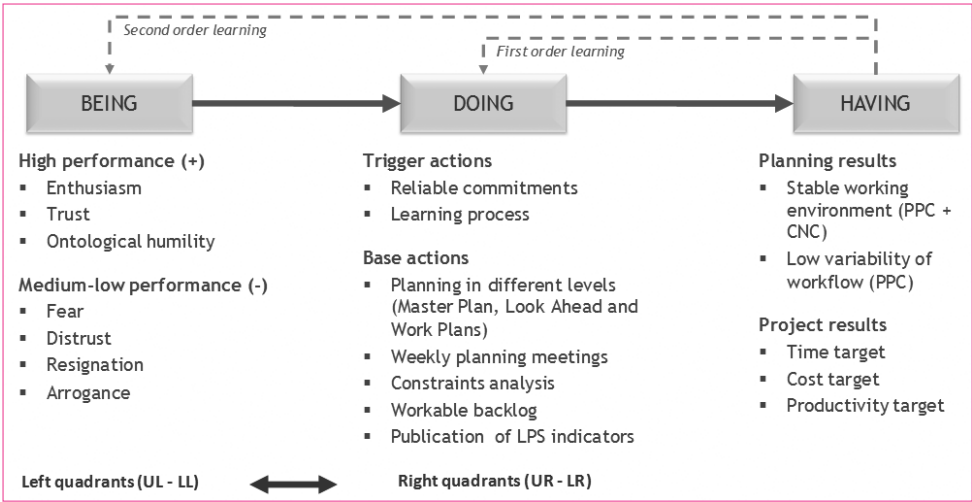 Second order learning
First order learning
BEING
DOING
HAVING
High performance (+)
▪ Enthusiasm
▪ Trust
▪ Ontological humility
Medium-low performance (-)
▪ Fear
▪ Distrust
▪ Resignation
▪ Arrogance
Trigger actions
▪ Reliable commitments
▪ Learning process
Base actions
▪ Planning in different levels
(Master Plan, Look Ahead and
Work Plans)
▪ Weekly planning meetings
▪ Constraints analysis
▪ Workable backlog
▪ Publication of LPS indicators
Planning results
▪ Stable working
environment (PPC +
CNC)
▪ Low variability of
workflow (PPC)
Project results
▪ Time target
▪ Cost target
▪ Productivity target
Left quadrants (UL - LL)
Right quadrants (UR - LR)